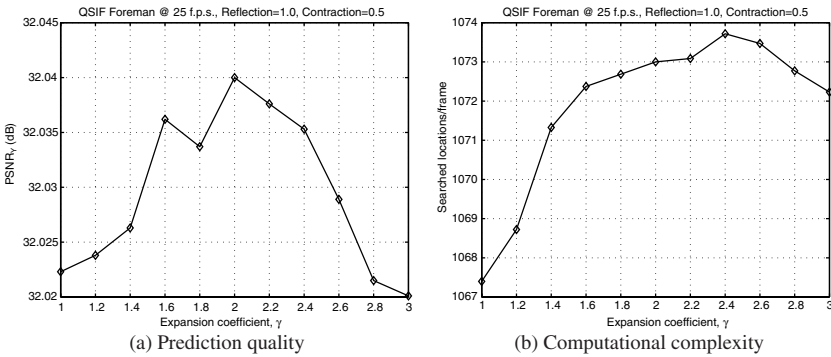 QSIF Foreman @ 25 f.p.s., Reflection=1.0, Contraction=0.5
32.045
32.04
32.035
32.03
32.025
32.02
PSNR_Y (dB)
1 1.2 1.4 1.6 1.8 2 2.2 2.4 2.6 2.8 3
Expansion coefficient, γ
(a) Prediction quality
QSIF Foreman @ 25 f.p.s., Reflection=1.0, Contraction=0.5
1074
1073
1072
1071
1070
1069
1068
1067
Searched locations/frame
1 1.2 1.4 1.6 1.8 2 2.2 2.4 2.6 2.8 3
Expansion coefficient, γ
(b) Computational complexity